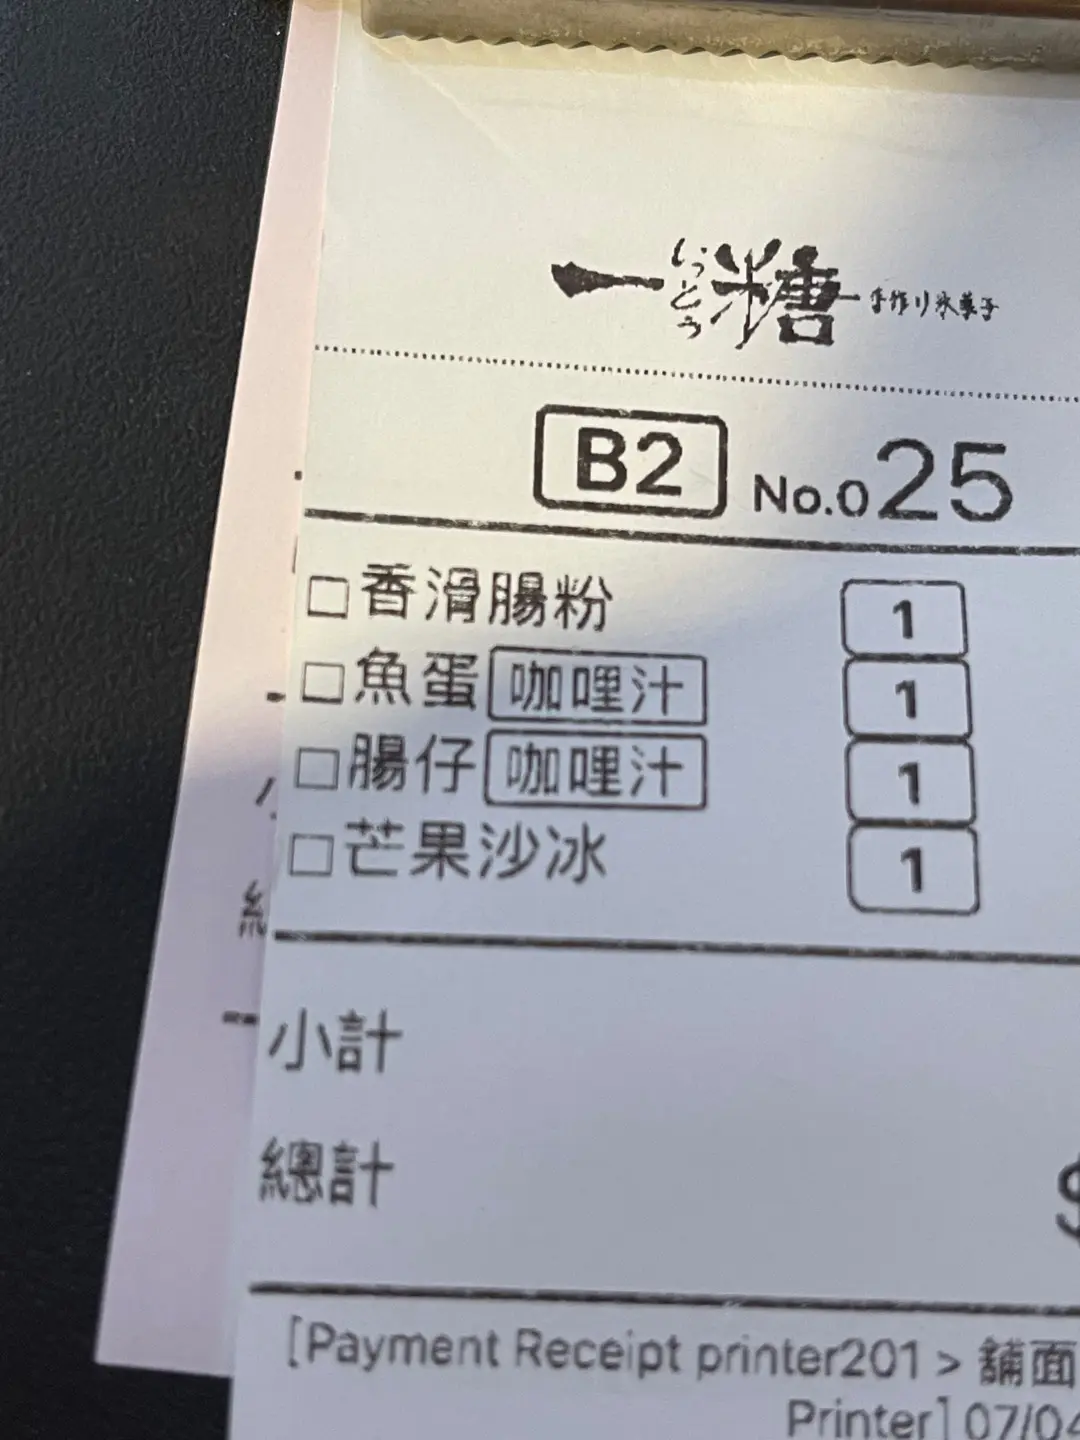 一糖 いっとう 手作り氷菓子
B2 No.025
□香滑腸粉 1
□魚蛋 咖喱汁 1
□腸仔 咖喱汁 1
□芒果沙冰 1
小計
總計 $
[Payment Receipt printer201 > 舖面
Printer] 07/04